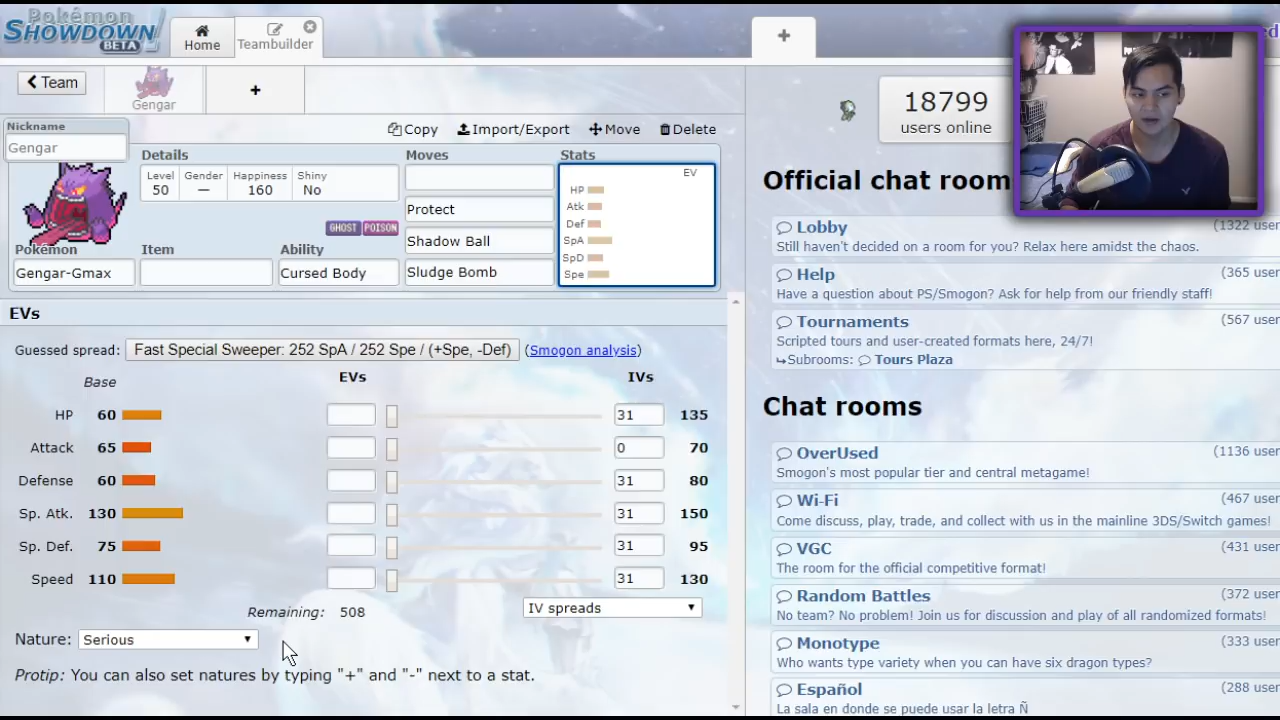 Pokémon
SHOWDOWN!
BETA
Home
Teambuilder
+
ed
Team
Gengar
+
18799
users online
Nickname
Gengar
Copy
Import/Export
Move
Delete
Details
Moves
Stats
Level
Gender
Happiness
Shiny
50
—
160
No
EV
HP
Atk
Def
SpA
SpD
Spe
Protect
Shadow Ball
Sludge Bomb
GHOST
POISON
Pokémon
Item
Ability
Gengar-Gmax
Cursed Body
EVs
Guessed spread:
Fast Special Sweeper: 252 SpA / 252 Spe / (+Spe, -Def)
(Smogon analysis)
Base
EVs
IVs
HP 60 31 135
Attack 65 0 70
Defense 60 31 80
Sp. Atk. 130 31 150
Sp. Def. 75 31 95
Speed 110 31 130
Remaining: 508
IV spreads
Nature: Serious
Protip: You can also set natures by typing "+" and "-" next to a stat.
Official chat room
Lobby
(1322 user
Still haven't decided on a room for you? Relax here amidst the chaos.
Help
(365 user
Have a question about PS/Smogon? Ask for help from our friendly staff!
Tournaments
(567 user
Scripted tours and user-created formats here, 24/7!
↳Subrooms: Tours Plaza
Chat rooms
OverUsed
(1136 user
Smogon's most popular tier and central metagame!
Wi-Fi
(467 user
Come discuss, play, trade, and collect with us in the mainline 3DS/Switch games!
VGC
(431 user
The room for the official competitive format!
Random Battles
(372 user
No team? No problem! Join us for discussion and play of all randomized formats!
Monotype
(333 user
Who wants type variety when you can have six dragon types?
Español
(288 user
La sala en donde se puede usar la letra Ñ